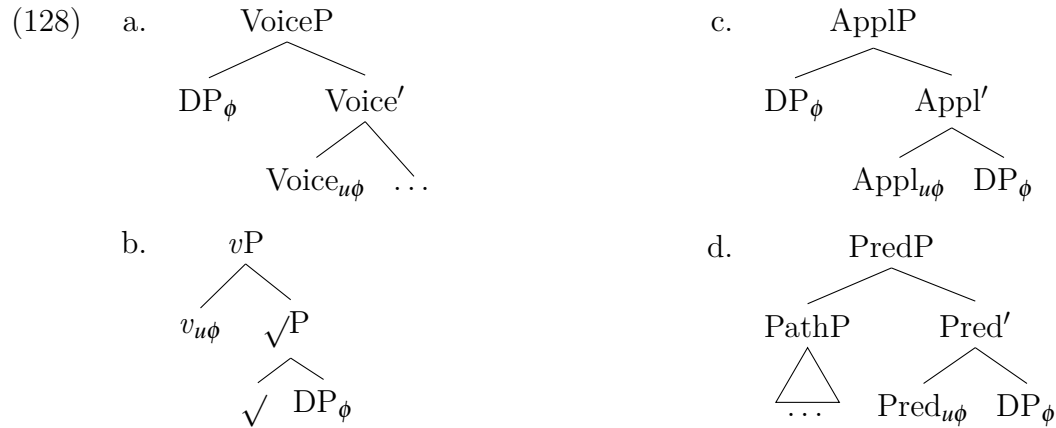 (128) a. VoiceP c. ApplP
DPϕ Voice′ DPϕ Appl′
Voiceuϕ ... Appluϕ DPϕ
b. vP d. PredP
vuϕ √P PathP Pred′
√ DPϕ ... Preduϕ DPϕ